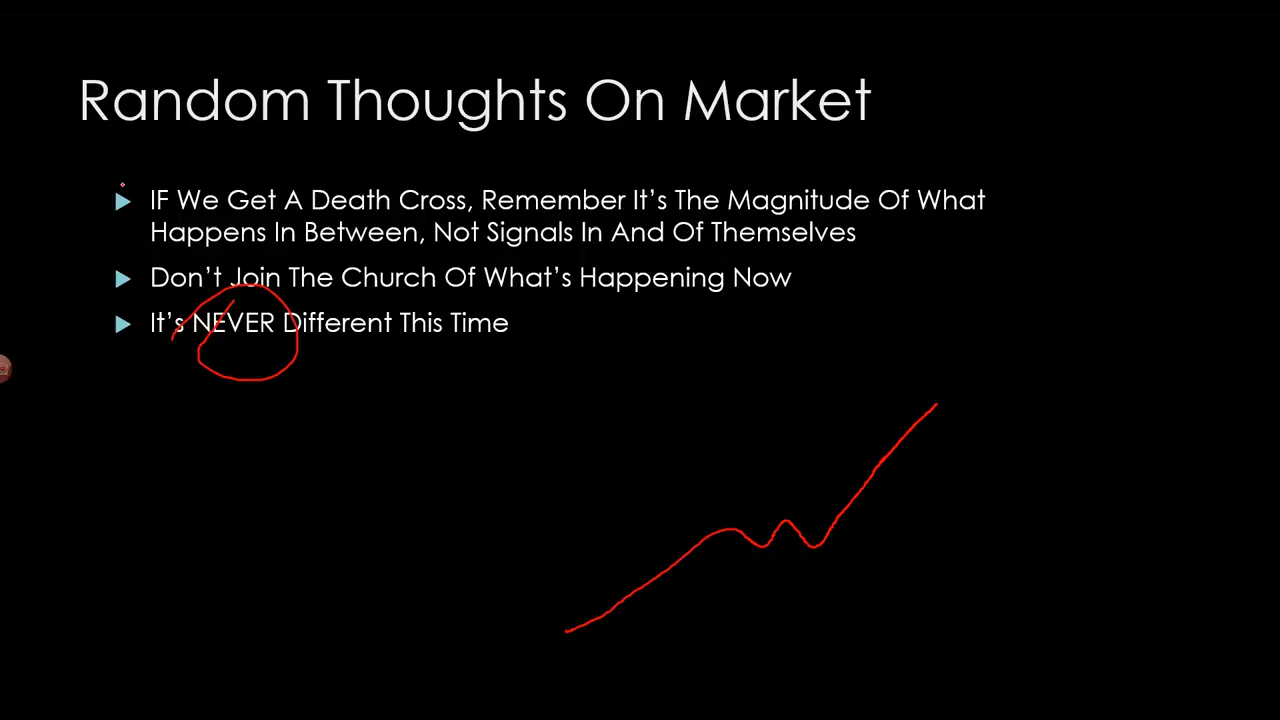 Random Thoughts On Market
IF We Get A Death Cross, Remember It's The Magnitude Of What
Happens In Between, Not Signals In And Of Themselves
Don't Join The Church Of What's Happening Now
It's NEVER Different This Time